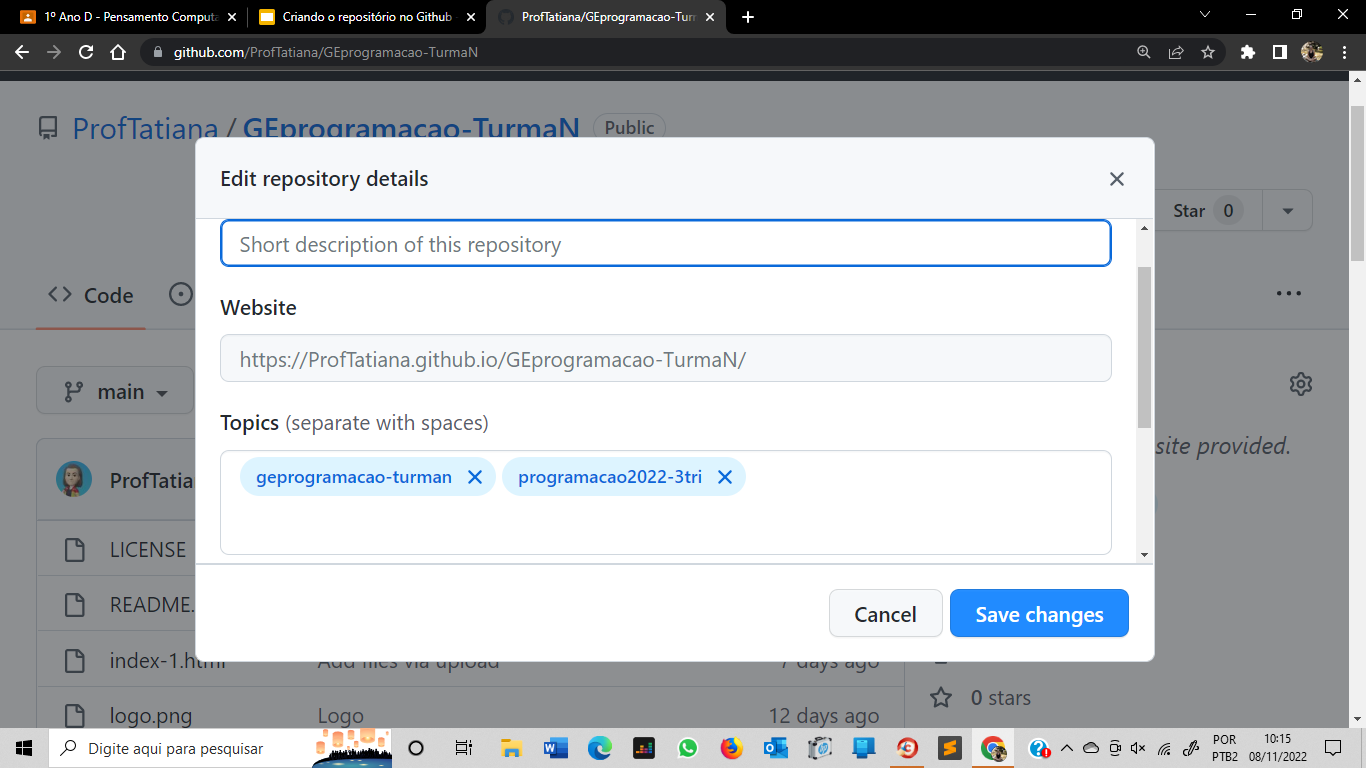 1º Ano D - Pensamento Computa
Criando o repositório no Github -
ProfTatiana/GEprogramacao-Turm
github.com/ProfTatiana/GEprogramacao-TurmaN
ProfTatiana / GEprogramacao-TurmaN Public
Edit repository details
Star 0
Short description of this repository
Code
Website
https://ProfTatiana.github.io/GEprogramacao-TurmaN/
main
Topics (separate with spaces)
site provided.
geprogramacao-turman programacao2022-3tri
ProfTatia
LICENSE
README.
Cancel Save changes
index-1.html Add files via upload 7 days ago
0 stars
logo.png Logo 12 days ago
Digite aqui para pesquisar
POR
PTB2
10:15
08/11/2022